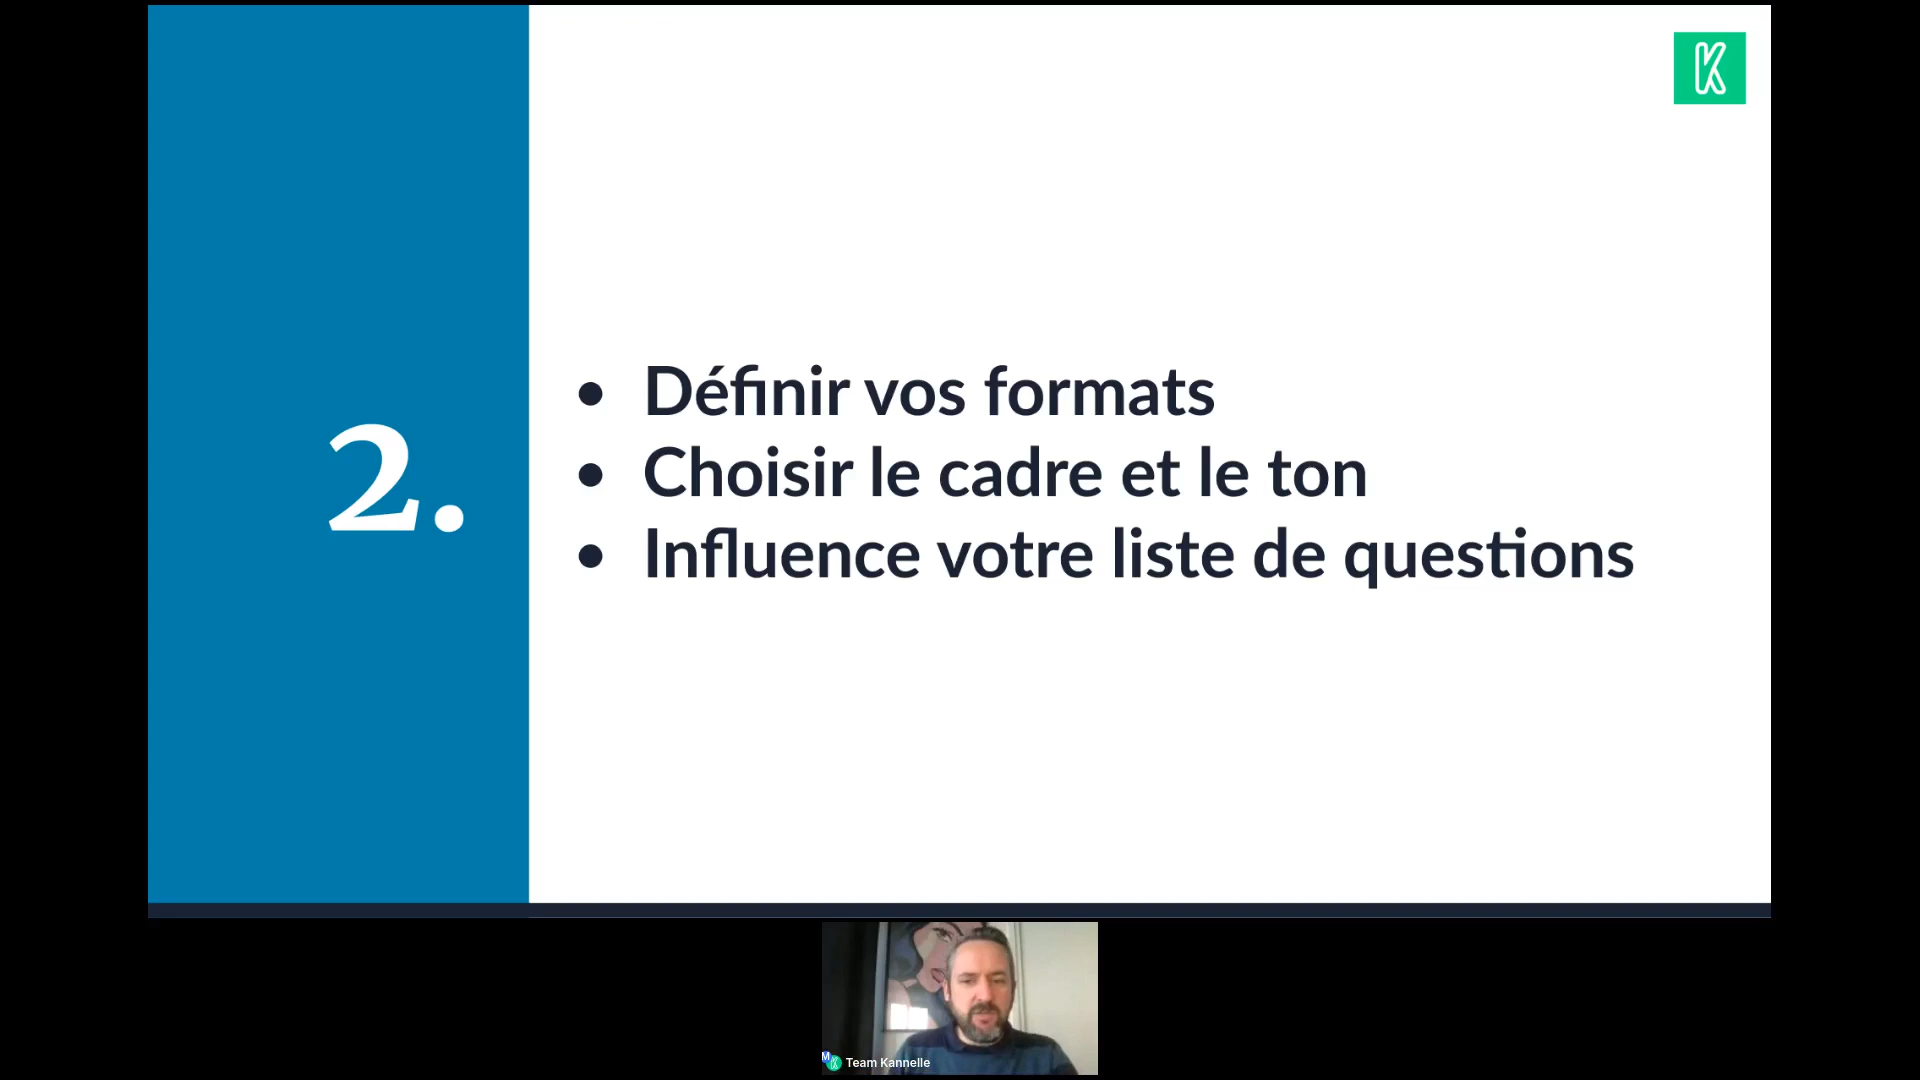 K
2.
• Définir vos formats
• Choisir le cadre et le ton
• Influence votre liste de questions
M
K
Team Kannelle